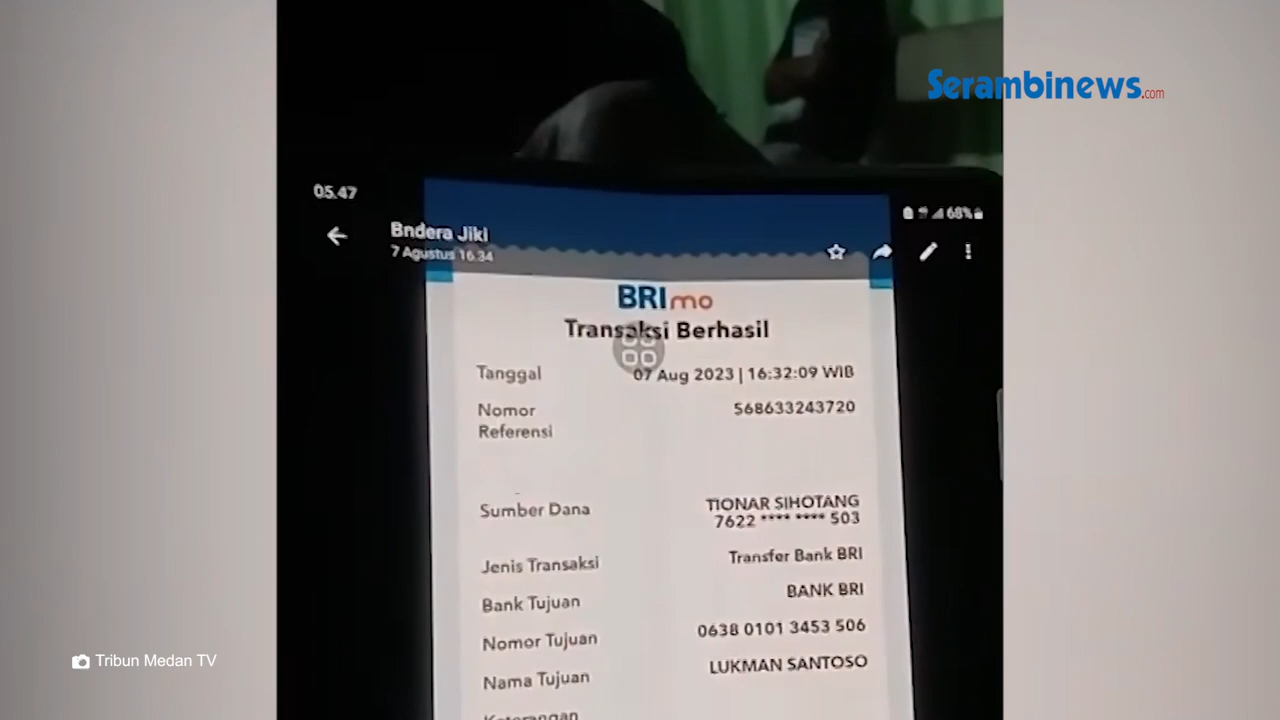 Serambinews.com
05.47
68%
Bndera Jiki
7 Agustus 16.34
BRImo
Transaksi Berhasil
Tanggal 07 Aug 2023 | 16:32:09 WIB
Nomor Referensi 568633243720
Sumber Dana TIONAR SIHOTANG
7622 **** **** 503
Jenis Transaksi Transfer Bank BRI
Bank Tujuan BANK BRI
Nomor Tujuan 0638 0101 3453 506
Nama Tujuan LUKMAN SANTOSO
Keterangan
Tribun Medan TV